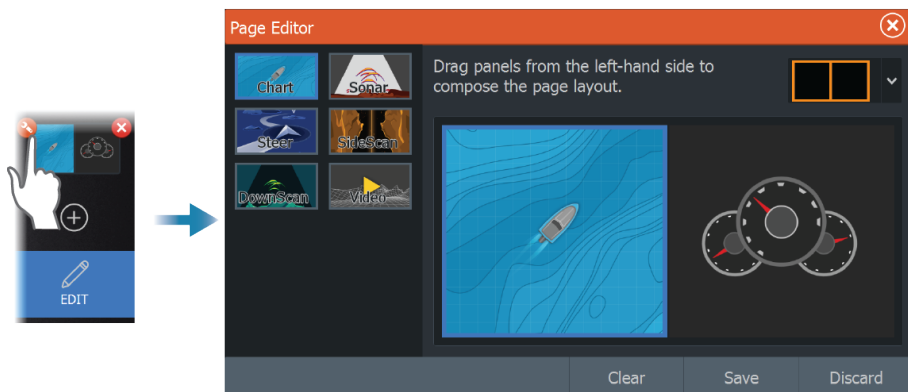 EDIT
Page Editor
Chart
Sonar
Steer
SideScan
DownScan
Video
Drag panels from the left-hand side to
compose the page layout.
Clear
Save
Discard